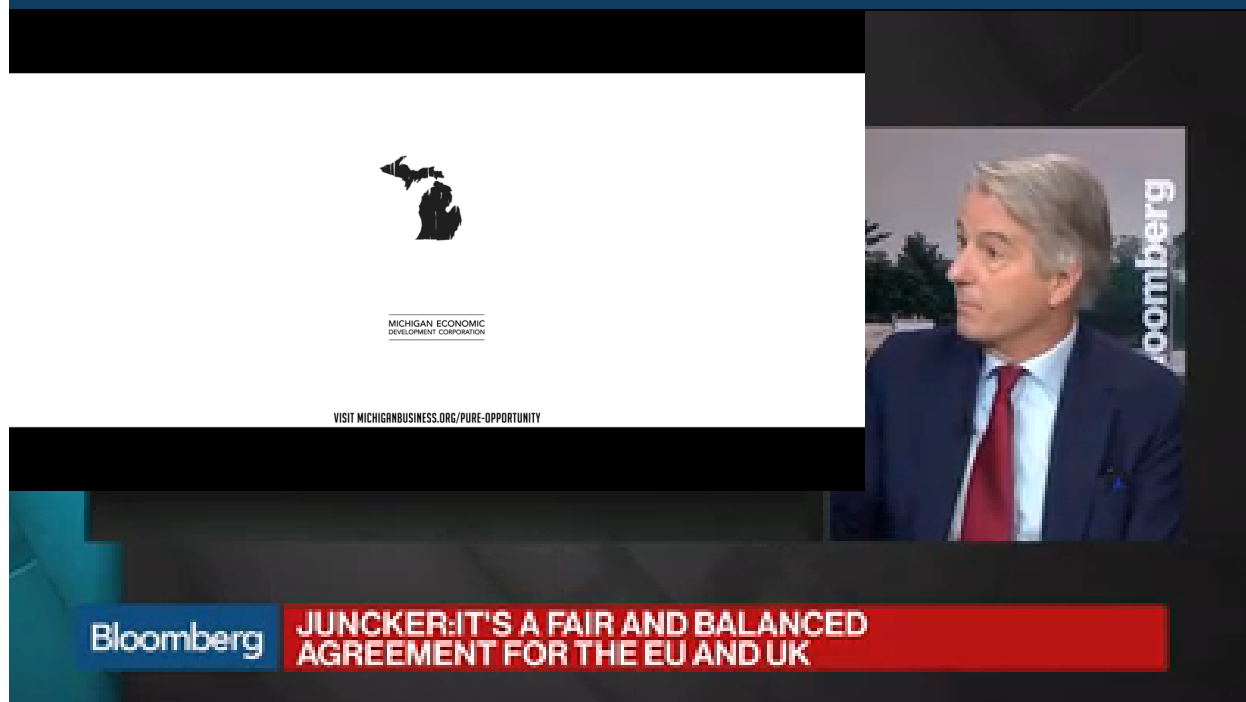 MICHIGAN ECONOMIC
DEVELOPMENT CORPORATION
VISIT MICHIGANBUSINESS.ORG/PURE-OPPORTUNITY
oomberg
Bloomberg
JUNCKER:IT'S A FAIR AND BALANCED
AGREEMENT FOR THE EU AND UK